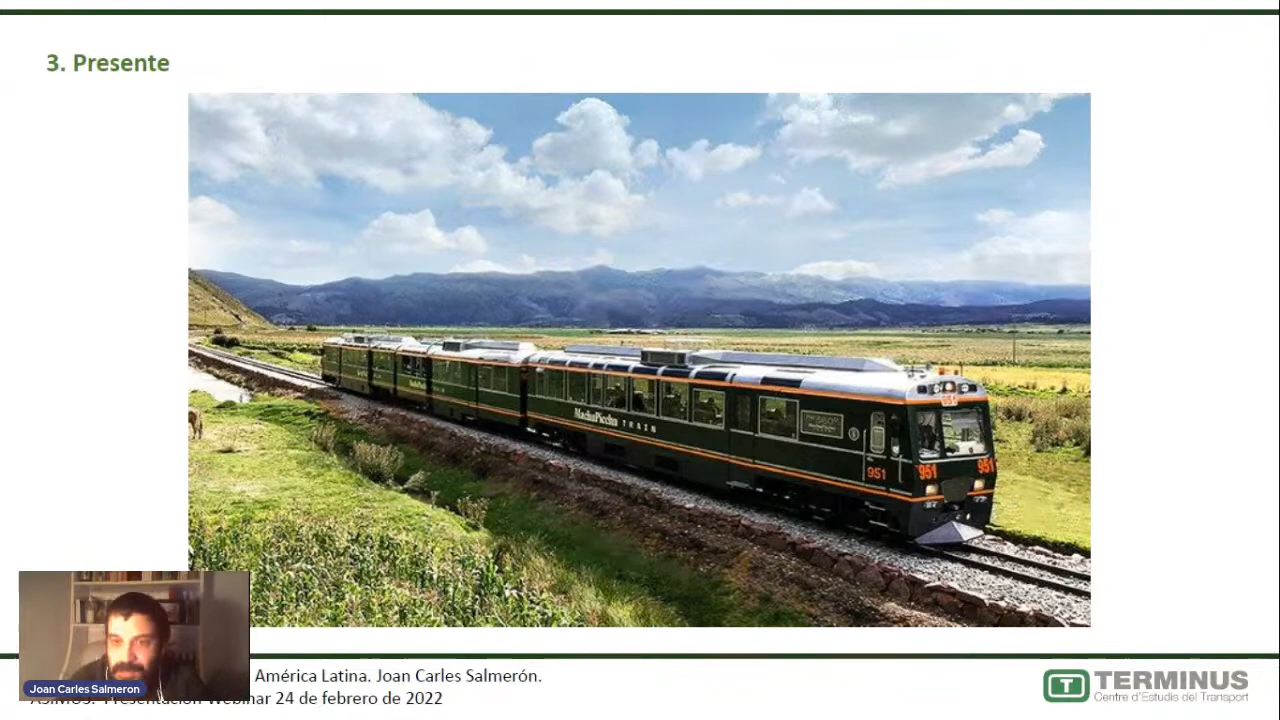 3. Presente
MachuPicchu TRAIN
951
951
951
951
Joan Carles Salmeron
América Latina. Joan Carles Salmerón.
Presentación Webinar 24 de febrero de 2022
TERMINUS
Centre d'Estudis del Transport